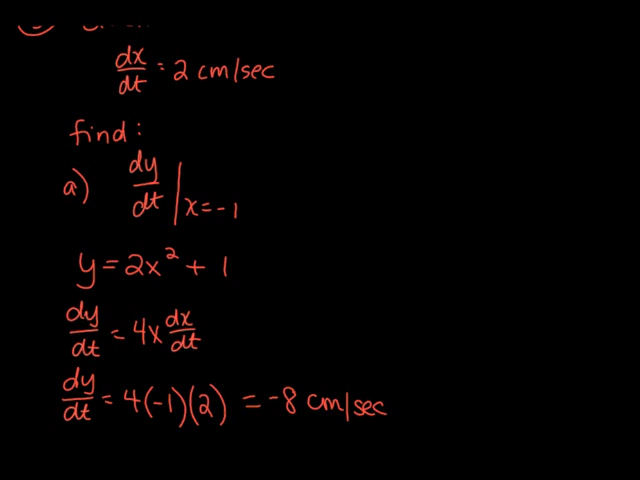 dx/dt = 2 cm/sec
find:
a) dy/dt | x=-1
y = 2x² + 1
dy/dt = 4x dx/dt
dy/dt = 4(-1)(2) = -8 cm/sec